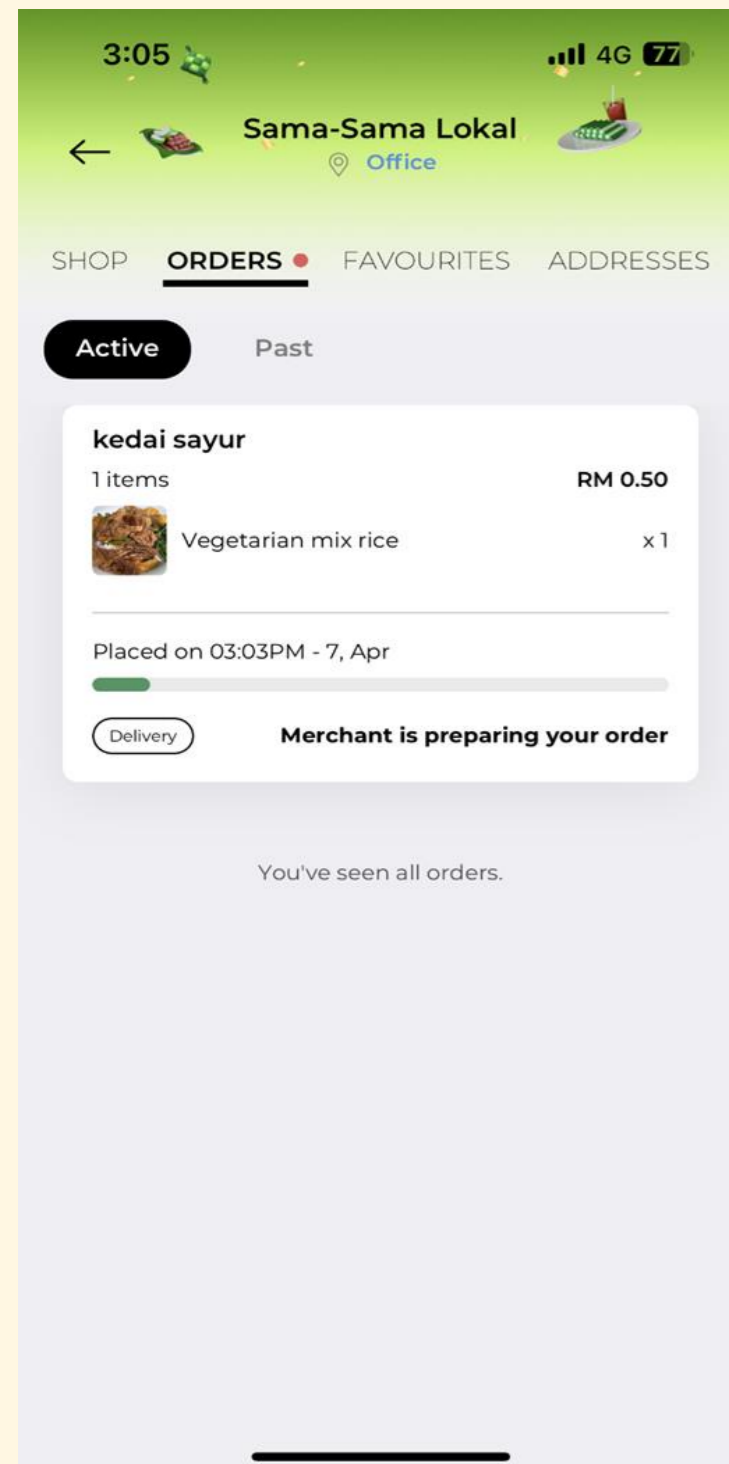 3:05
4G 77
Sama-Sama Lokal
Office
SHOP ORDERS FAVOURITES ADDRESSES
Active Past
kedai sayur
1 items RM 0.50
Vegetarian mix rice x 1
Placed on 03:03PM - 7, Apr
Delivery Merchant is preparing your order
You've seen all orders.